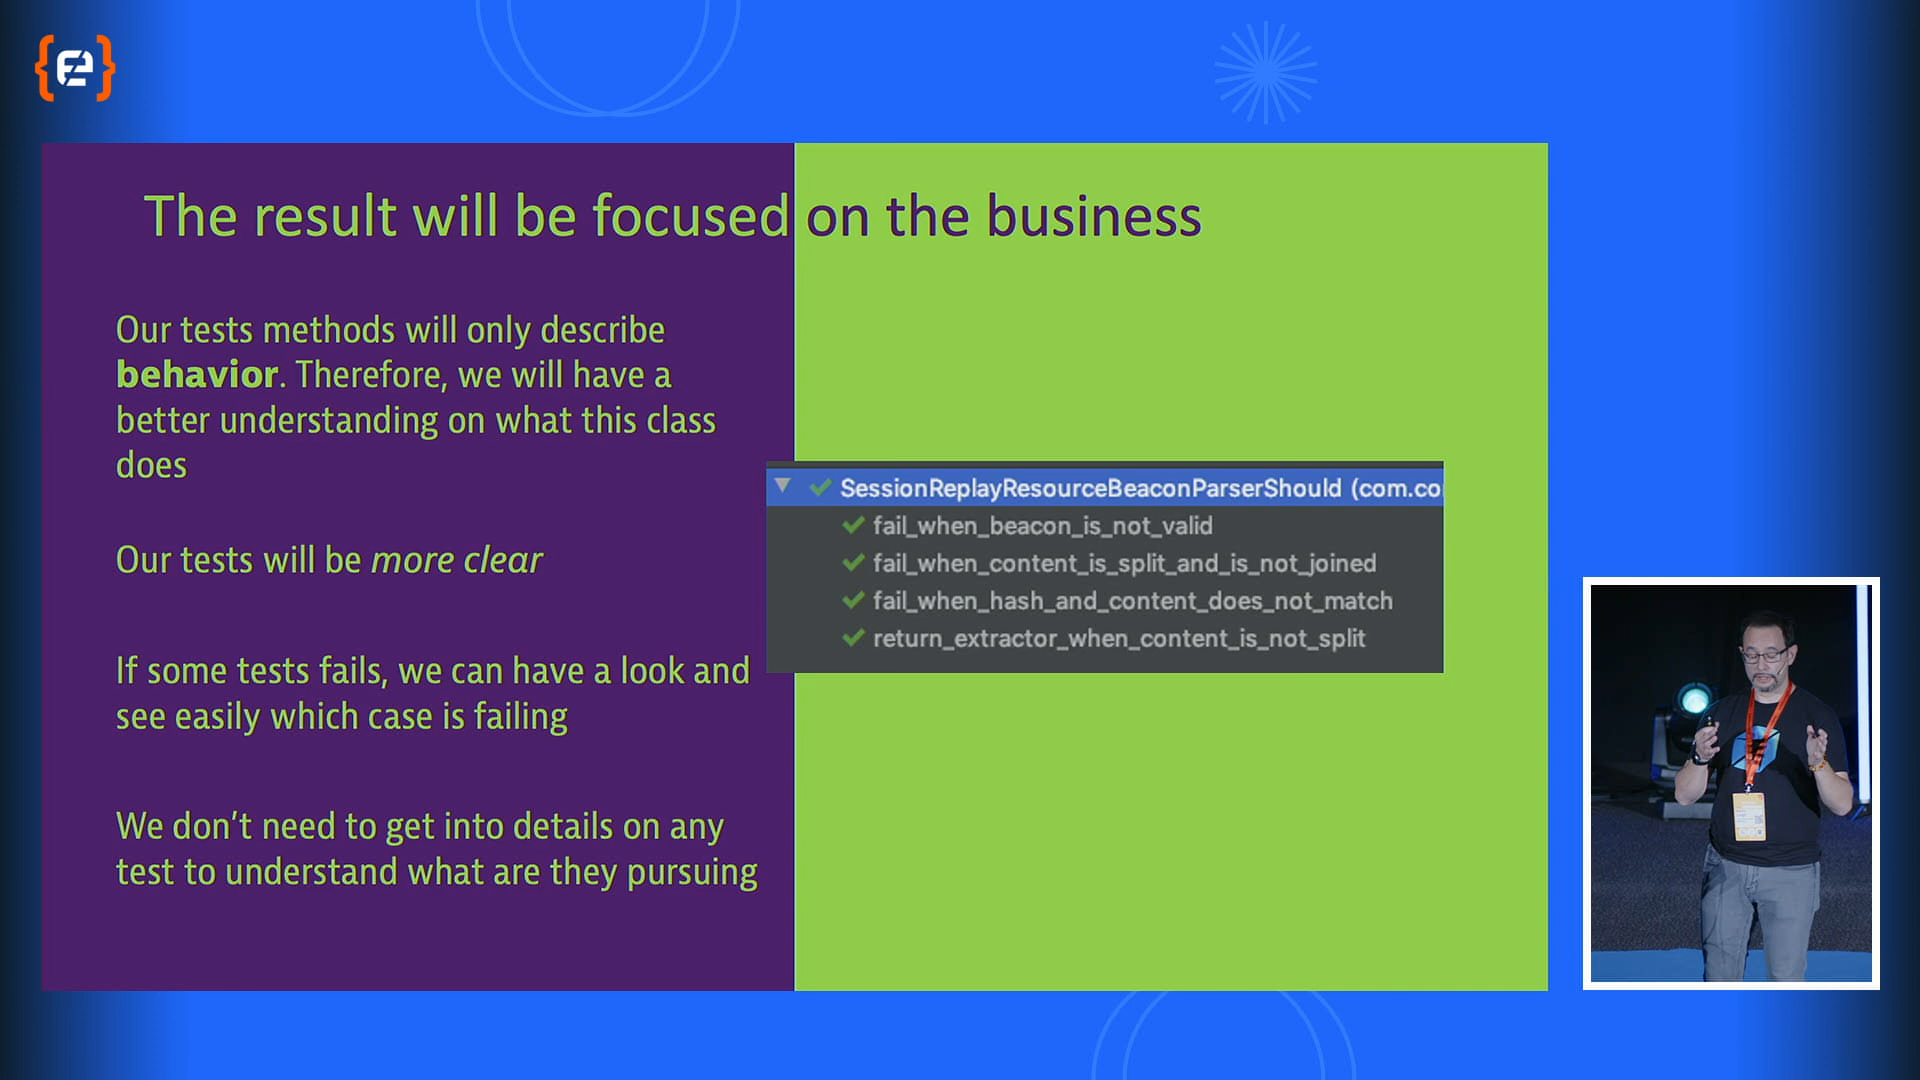 The result will be focused on the business
Our tests methods will only describe
behavior. Therefore, we will have a
better understanding on what this class
does
Our tests will be more clear
If some tests fails, we can have a look and
see easily which case is failing
We don't need to get into details on any
test to understand what are they pursuing
SessionReplayResourceBeaconParserShould (com.co
fail_when_beacon_is_not_valid
fail_when_content_is_split_and_is_not_joined
fail_when_hash_and_content_does_not_match
return_extractor_when_content_is_not_split